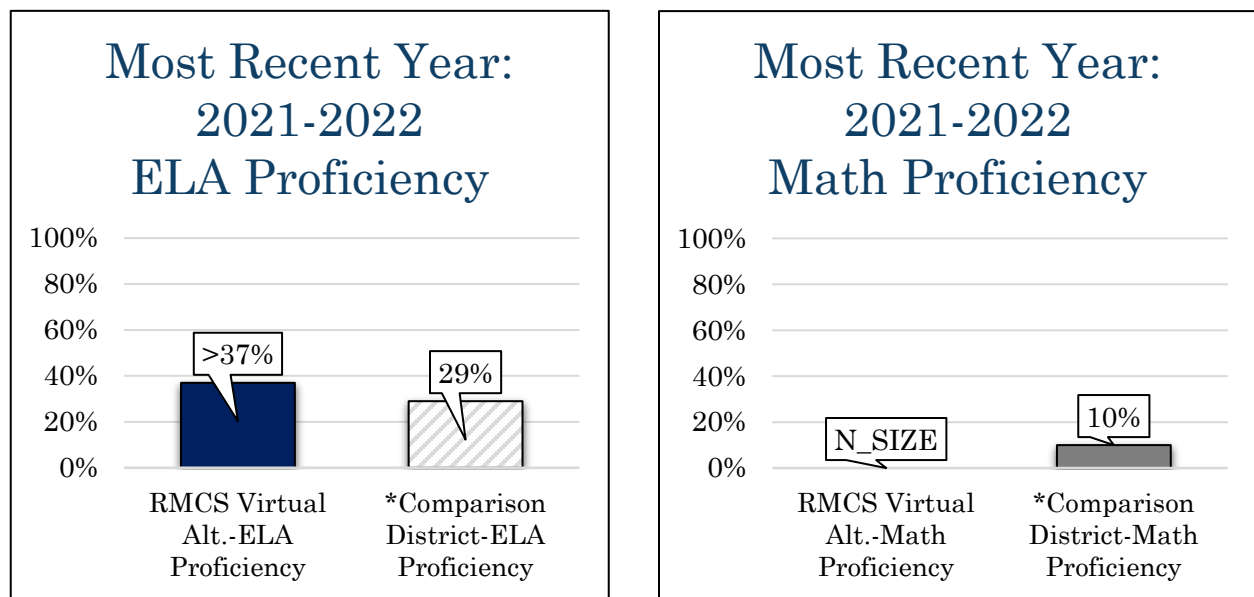 Most Recent Year:
2021-2022
ELA Proficiency
100%
80%
60%
40%
20%
0%
>37%
29%
RMCS Virtual
Alt.-ELA
Proficiency
*Comparison
District-ELA
Proficiency
Most Recent Year:
2021-2022
Math Proficiency
100%
80%
60%
40%
20%
0%
N_SIZE
10%
RMCS Virtual
Alt.-Math
Proficiency
*Comparison
District-Math
Proficiency